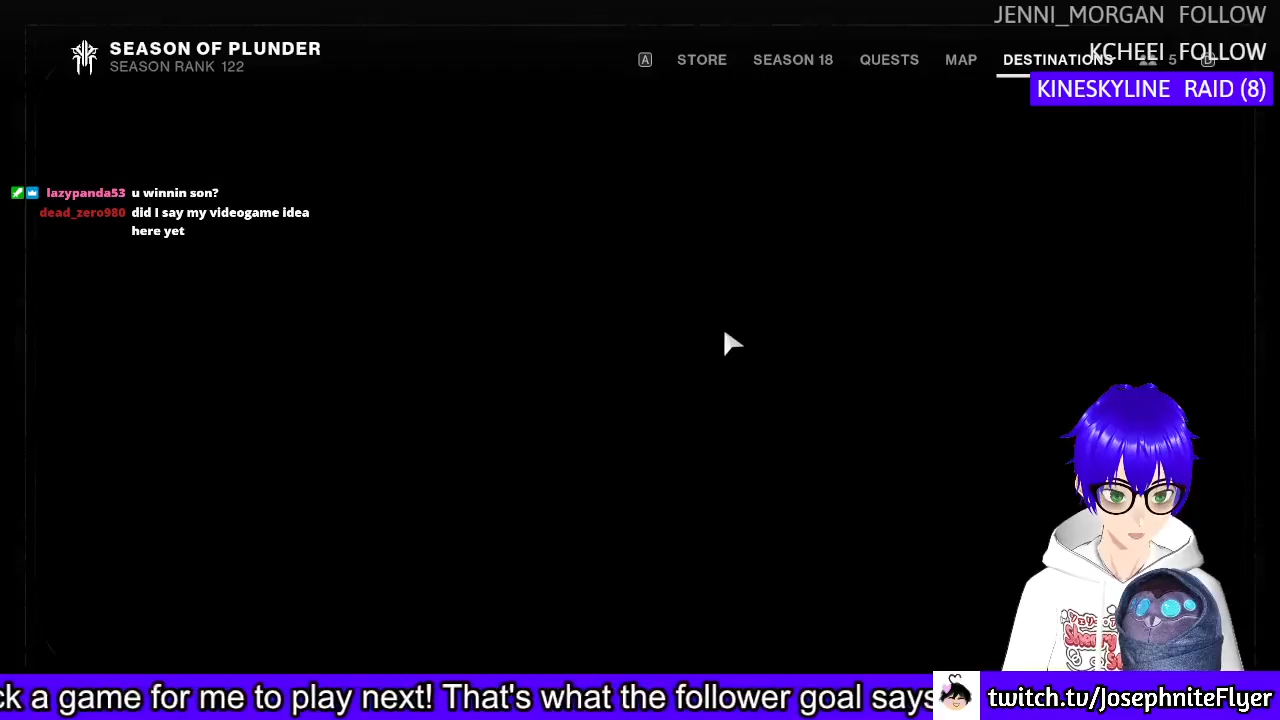 JENNI_MORGAN FOLLOW
SEASON OF PLUNDER
SEASON RANK 122
A STORE SEASON 18 QUESTS MAP DESTINATIONS 5 D
KCHEEI FOLLOW
KINESKYLINE RAID (8)
lazypanda53 u winnin son?
dead_zero980 did I say my videogame idea
here yet
ck a game for me to play next! That's what the follower goal says
twitch.tv/JosephniteFlyer